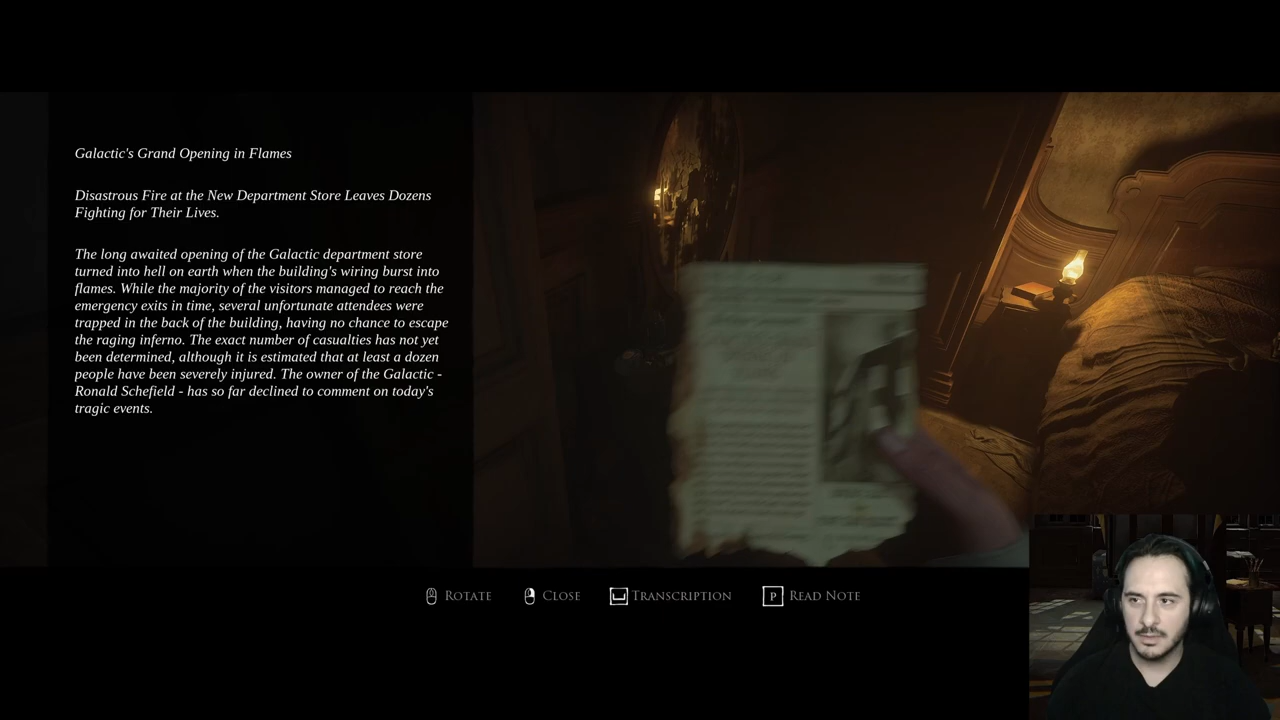 Galactic's Grand Opening in Flames
Disastrous Fire at the New Department Store Leaves Dozens
Fighting for Their Lives.
The long awaited opening of the Galactic department store
turned into hell on earth when the building's wiring burst into
flames. While the majority of the visitors managed to reach the
emergency exits in time, several unfortunate attendees were
trapped in the back of the building, having no chance to escape
the raging inferno. The exact number of casualties has not yet
been determined, although it is estimated that at least a dozen
people have been severely injured. The owner of the Galactic -
Ronald Schefield - has so far declined to comment on today's
tragic events.
Rotate
Close
Transcription
P Read Note